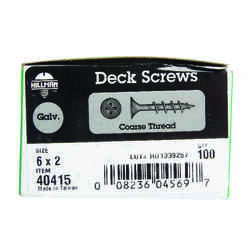 HILLMAN
Deck Screws
Galv.
Coarse Thread
SIZE
6 x 2
QTY
100
ITEM
40415
Made in Taiwan
0 08236 04569 7